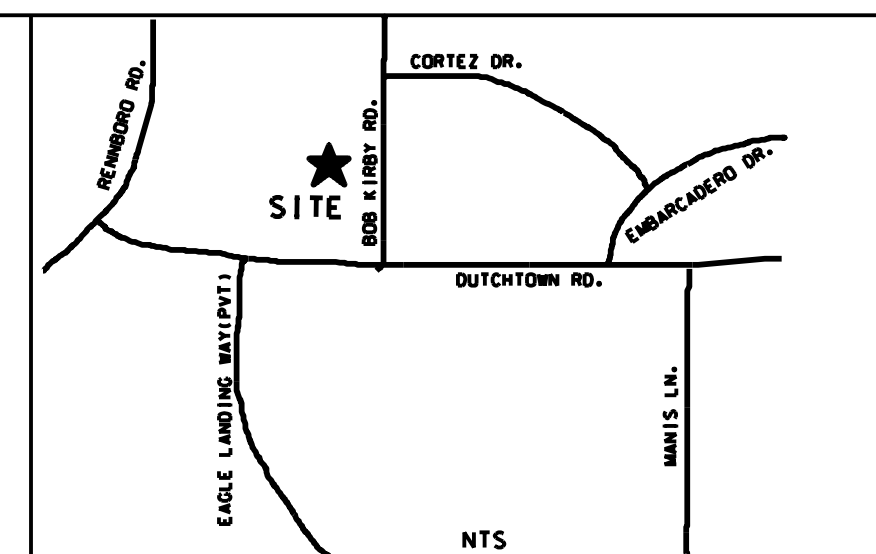 CORTEZ DR.
RENNBORO RD.
BOB KIRBY RD.
EMBARCADERO DR.
SITE
DUTCHTOWN RD.
EAGLE LANDING WAY(PVT)
MANIS LN.
NTS